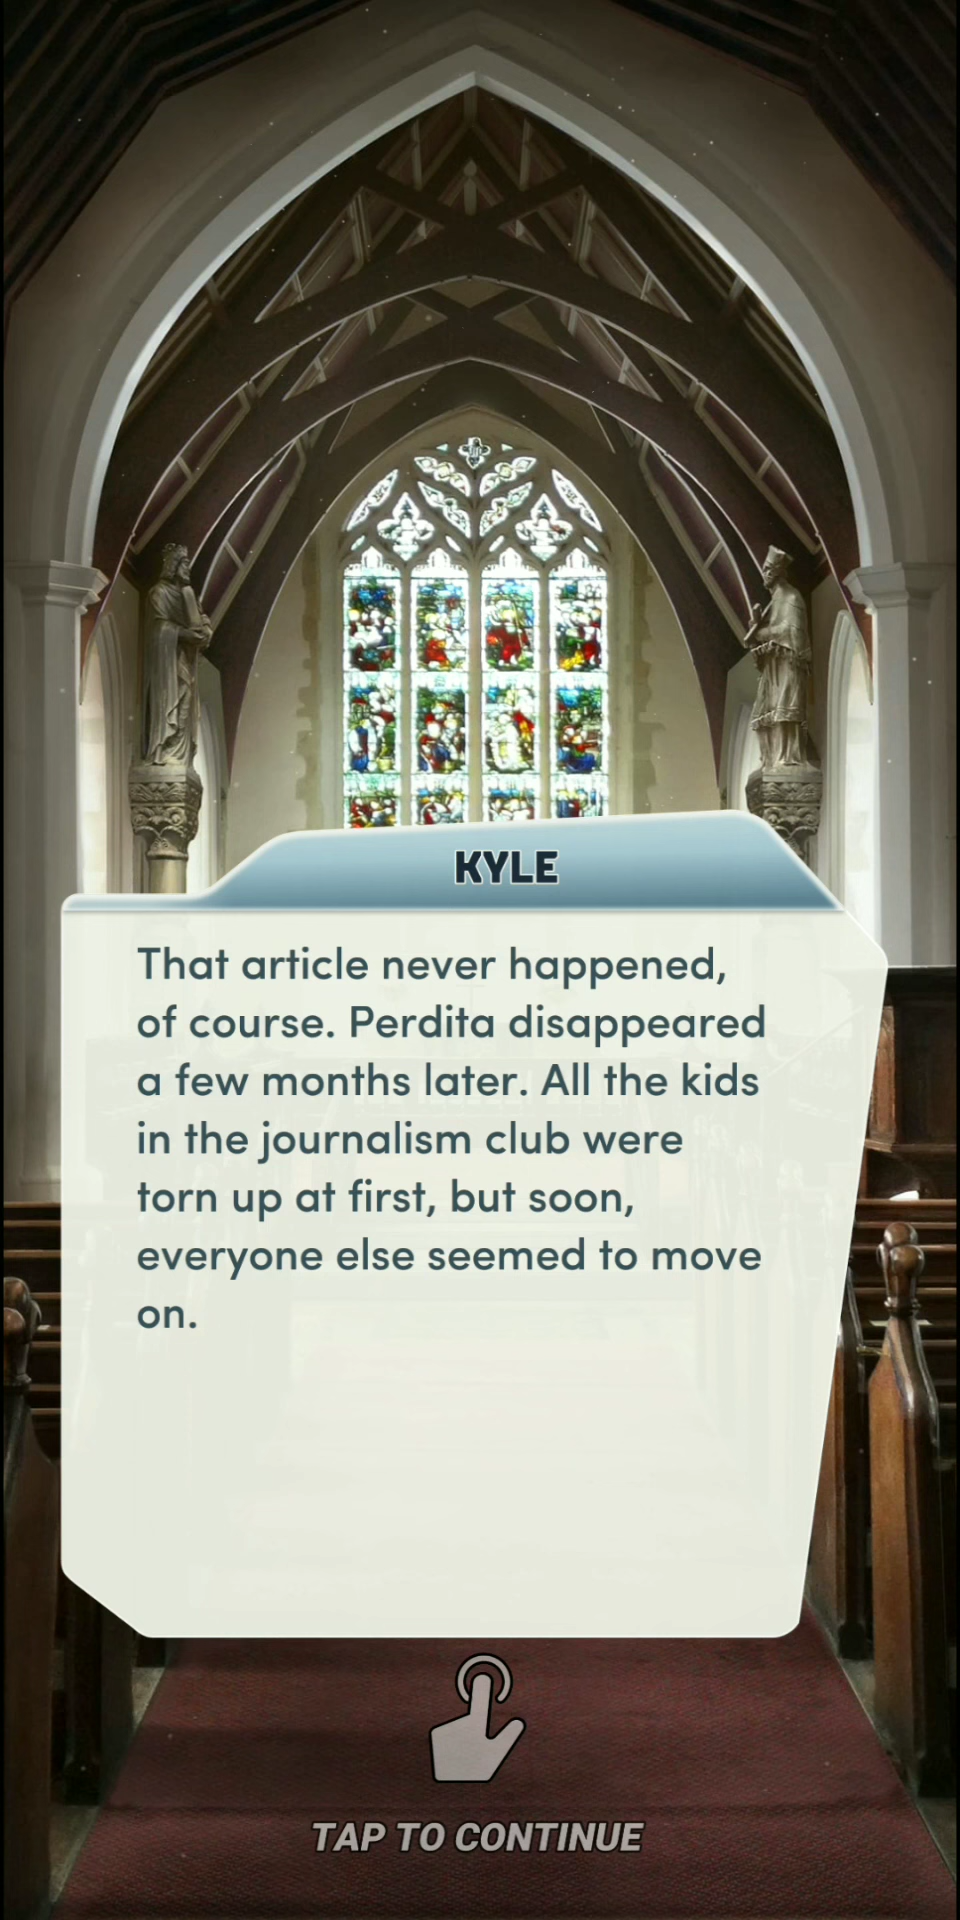 KYLE
That article never happened,
of course. Perdita disappeared
a few months later. All the kids
in the journalism club were
torn up at first, but soon,
everyone else seemed to move
on.
TAP TO CONTINUE